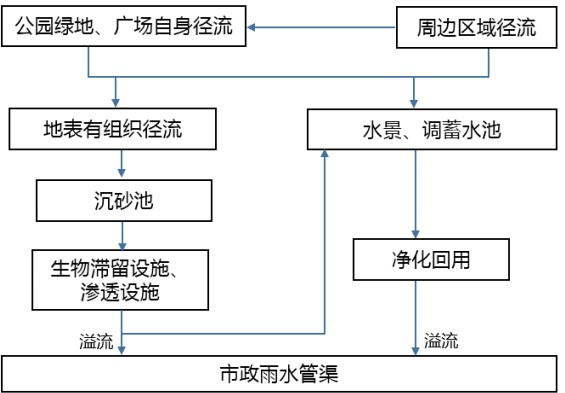 公园绿地、广场自身径流
周边区域径流
地表有组织径流
水景、调蓄水池
沉砂池
生物滞留设施、
渗透设施
净化回用
溢流
溢流
市政雨水管渠